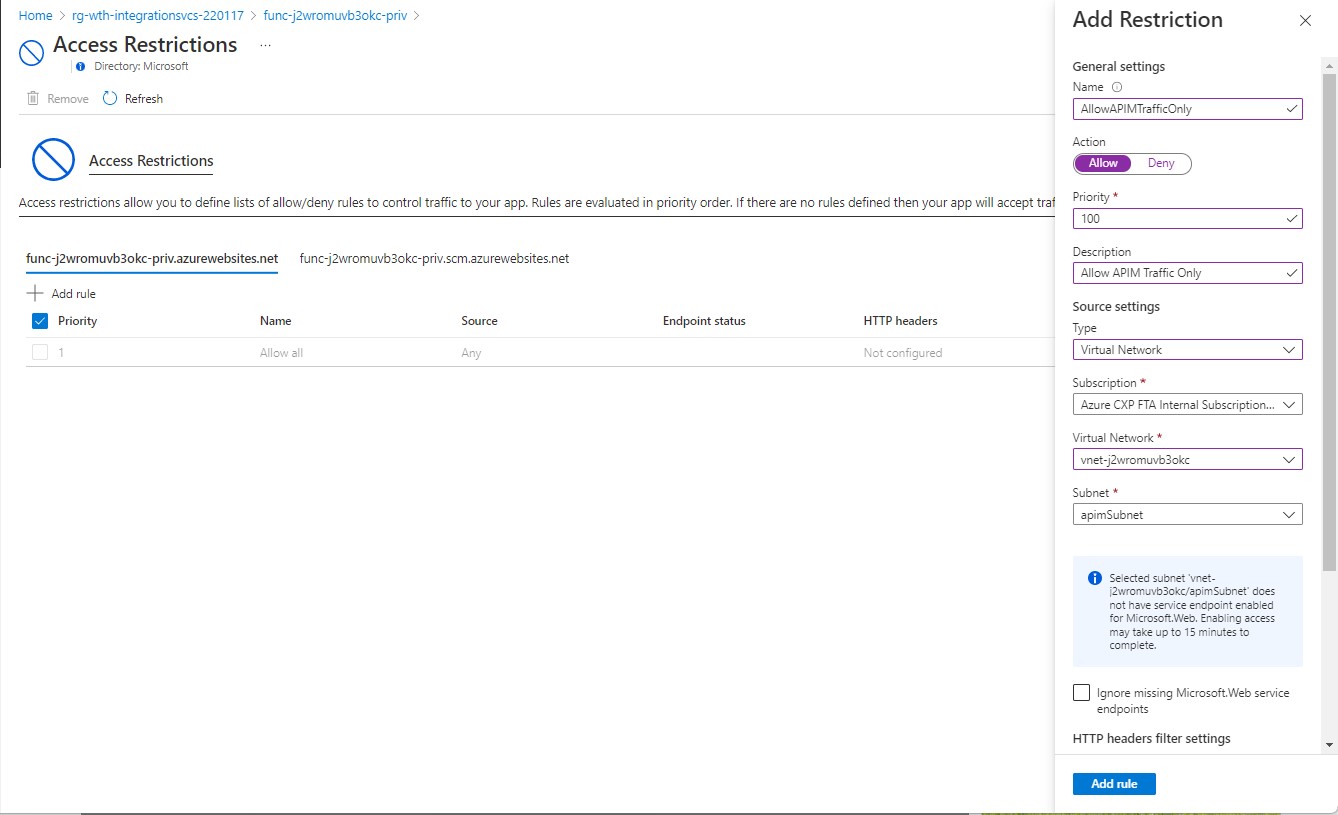 Home > rg-wth-integrationsvcs-220117 > func-j2wromuvb3okc-priv >
Access Restrictions ...
Directory: Microsoft
Remove Refresh
Access Restrictions
Access restrictions allow you to define lists of allow/deny rules to control traffic to your app. Rules are evaluated in priority order. If there are no rules defined then your app will accept traf
func-j2wromuvb3okc-priv.azurewebsites.net func-j2wromuvb3okc-priv.scm.azurewebsites.net
Add rule
Priority Name Source Endpoint status HTTP headers
1 Allow all Any Not configured
Add Restriction
General settings
Name
AllowAPIMTrafficOnly
Action
Allow Deny
Priority *
100
Description
Allow APIM Traffic Only
Source settings
Type
Virtual Network
Subscription *
Azure CXP FTA Internal Subscription...
Virtual Network *
vnet-j2wromuvb3okc
Subnet *
apimSubnet
Selected subnet 'vnet-
j2wromuvb3okc/apimSubnet' does
not have service endpoint enabled
for Microsoft.Web. Enabling access
may take up to 15 minutes to
complete.
Ignore missing Microsoft.Web service
endpoints
HTTP headers filter settings
Add rule